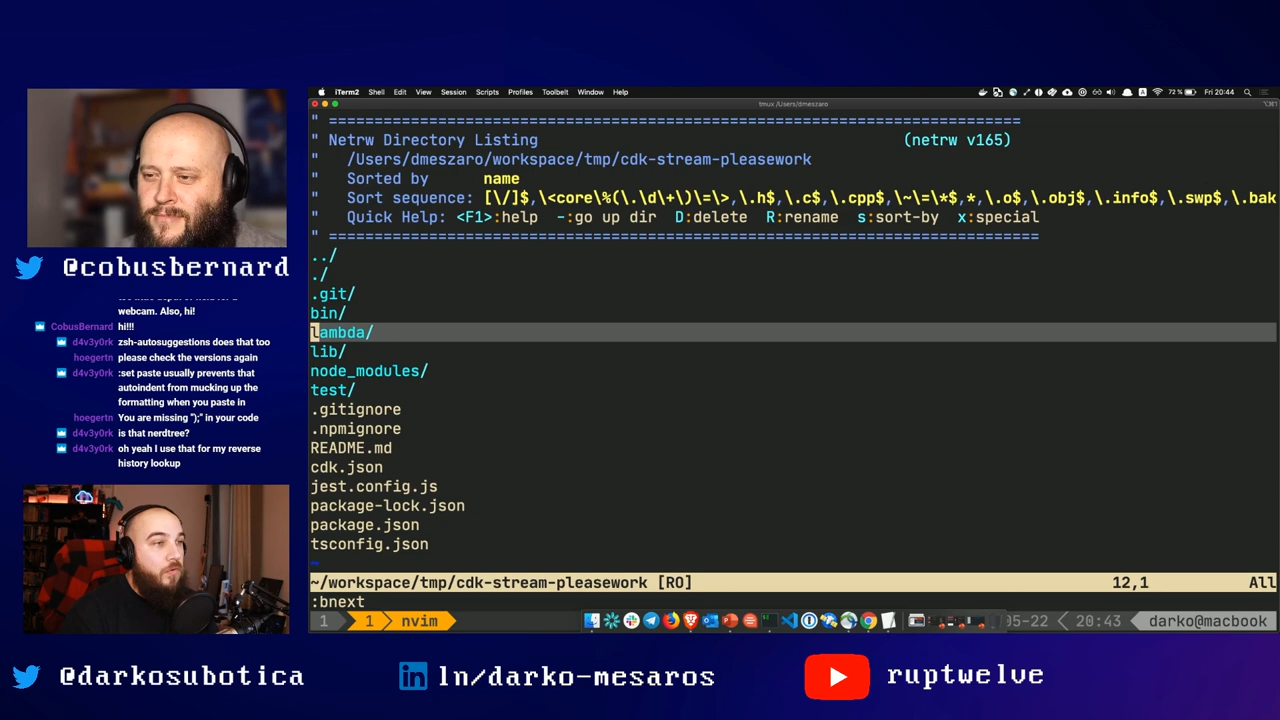 iTerm2 Shell Edit View Session Scripts Profiles Toolbelt Window Help
72 % Fri 20:44
tmux /Users/dmeszaro
" ============================================================================
" Netrw Directory Listing (netrw v165)
" /Users/dmeszaro/workspace/tmp/cdk-stream-pleasework
" Sorted by name
" Sort sequence: [\/]$,\<core\%(\.\d\+\)\=\>,\.h$,\.c$,\.cpp$,\~\=\*$,*,\.o$,\.obj$,\.info$,\.swp$,\.bak
" Quick Help: <F1>:help -:go up dir D:delete R:rename s:sort-by x:special
" ==============================================================================
../
./
.git/
bin/
lambda/
lib/
node_modules/
test/
.gitignore
.npmignore
README.md
cdk.json
jest.config.js
package-lock.json
package.json
tsconfig.json
~
~/workspace/tmp/cdk-stream-pleasework [RO] 12,1 All
:bnext
1 1 nvim 05-22 20:43 darko@macbook
@cobusbernard
webcam. Also, hi!
CobusBernard hi!!!
d4v3y0rk zsh-autosuggestions does that too
hoegertn please check the versions again
d4v3y0rk :set paste usually prevents that
autoindent from mucking up the
formatting when you paste in
hoegertn You are missing ");" in your code
d4v3y0rk is that nerdtree?
d4v3y0rk oh yeah I use that for my reverse
history lookup
@darkosubotica
in ln/darko-mesaros
ruptwelve